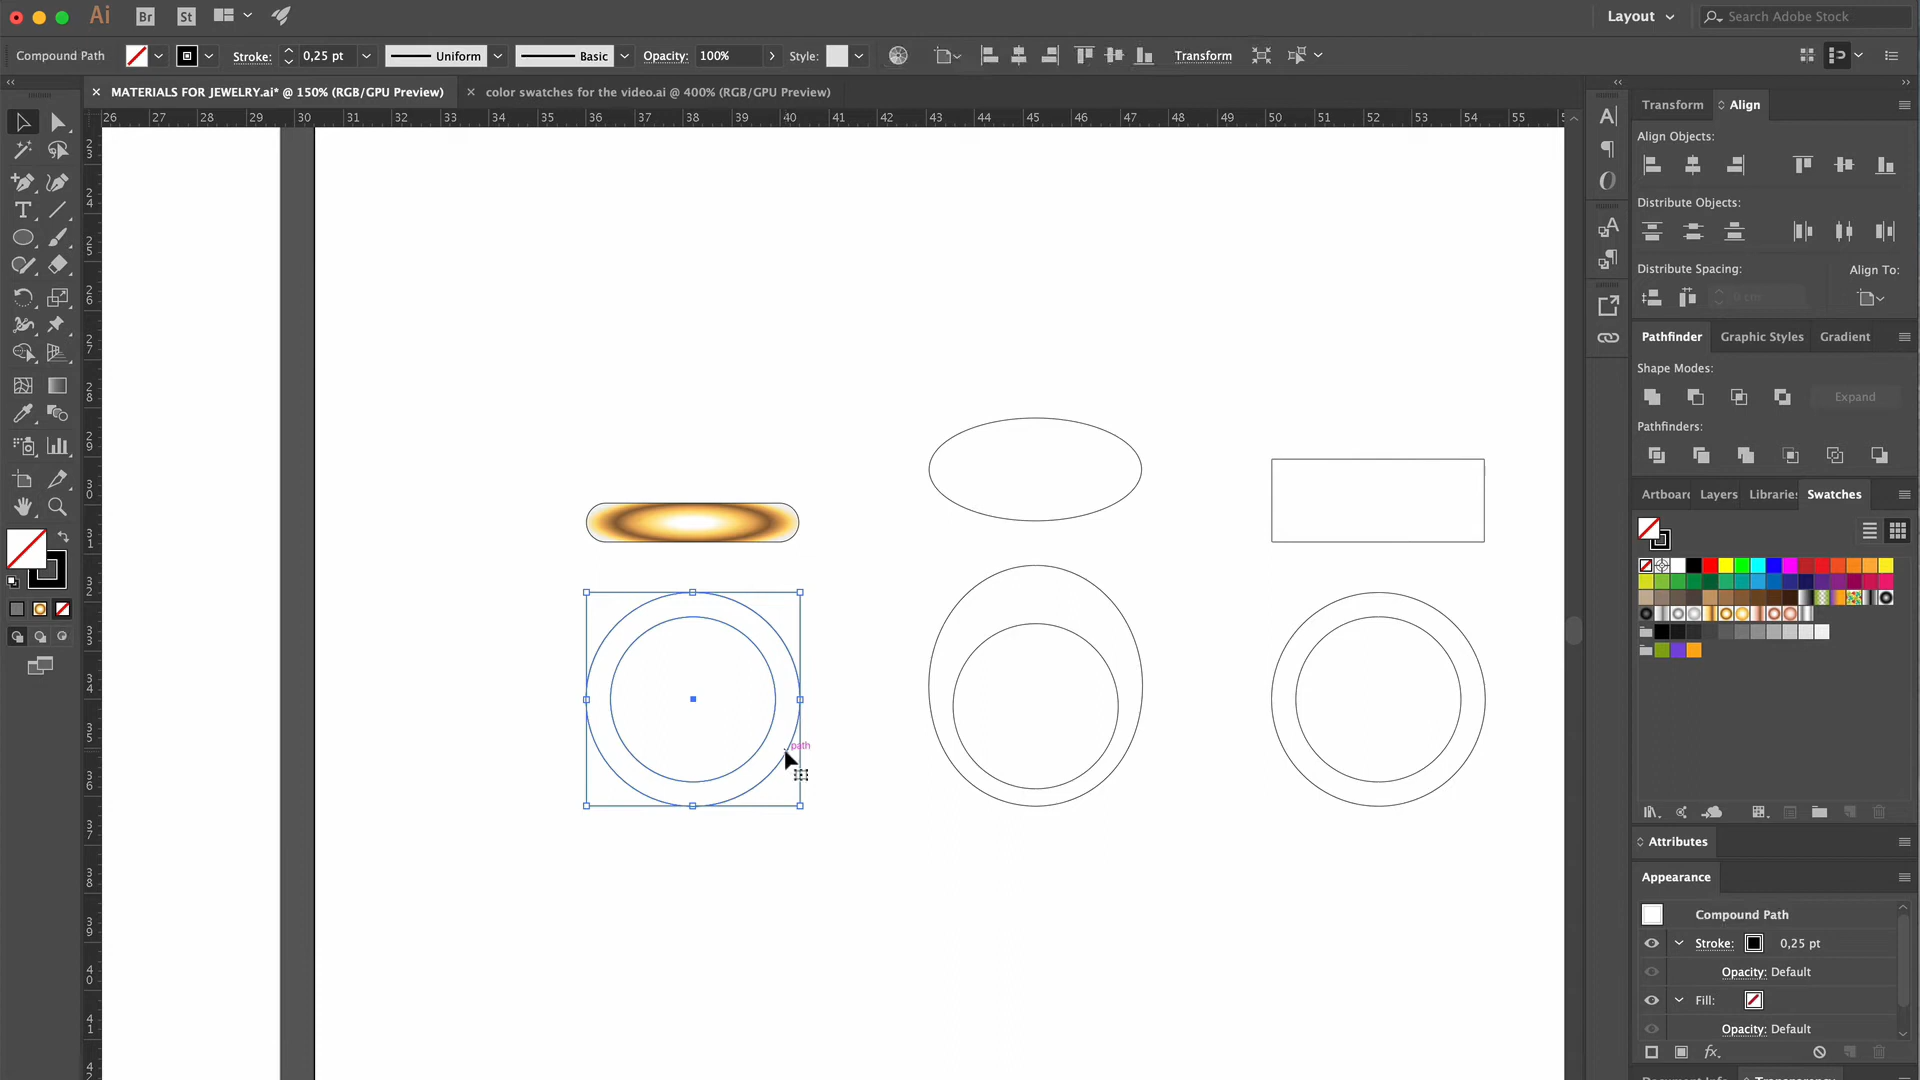 Ai
Br
St
Layout
Search Adobe Stock
Compound Path
Stroke:
0,25 pt
Uniform
Basic
Opacity:
100%
Style:
Transform
MATERIALS FOR JEWELRY.ai* @ 150% (RGB/GPU Preview)
color swatches for the video.ai @ 400% (RGB/GPU Preview)
26 27 28 29 30 31 32 33 34 35 36 37 38 39 40 41 42 43 44 45 46 47 48 49 50 51 52 53 54 55
path
Transform
Align
Align Objects:
Distribute Objects:
Distribute Spacing:
Align To:
0 cm
Pathfinder
Graphic Styles
Gradient
Shape Modes:
Expand
Pathfinders:
Artboar
Layers
Librarie
Swatches
Attributes
Appearance
Compound Path
Stroke:
0,25 pt
Opacity: Default
Fill:
Opacity: Default
fx